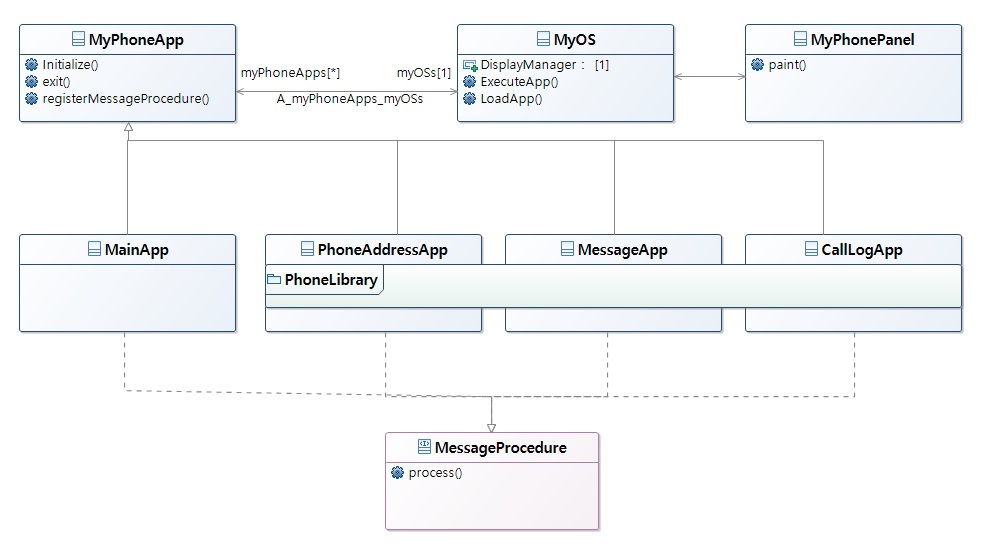 MyPhoneApp
Initialize()
exit()
registerMessageProcedure()
myPhoneApps[*]
myOSs[1]
A_myPhoneApps_myOSs
MyOS
DisplayManager : [1]
ExecuteApp()
LoadApp()
MyPhonePanel
paint()
MainApp
PhoneAddressApp
MessageApp
CallLogApp
PhoneLibrary
MessageProcedure
process()